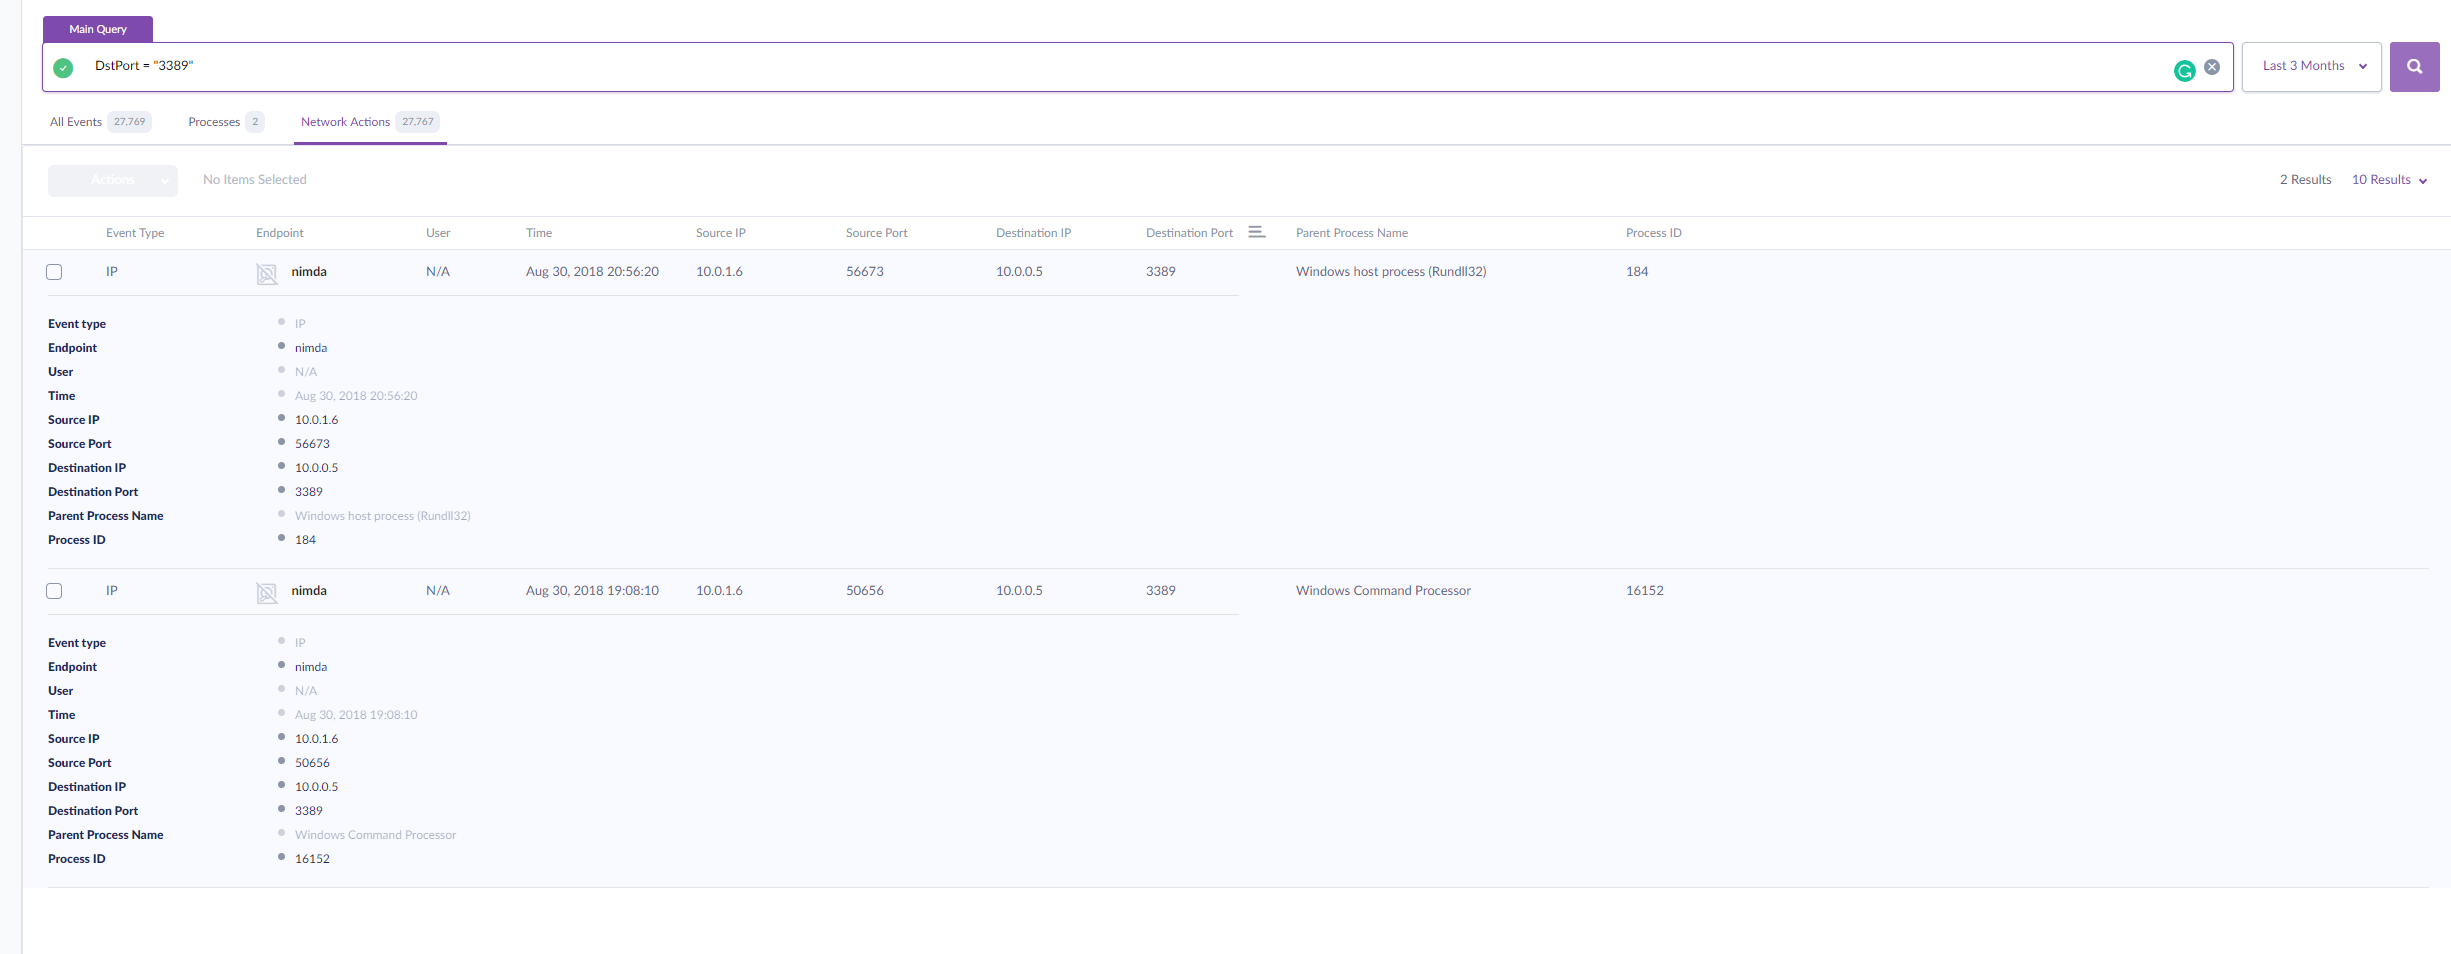 Main Query
DstPort = "3389"
Last 3 Months
All Events 27,769 Processes 2 Network Actions 27,767
Actions No Items Selected 2 Results 10 Results
Event Type Endpoint User Time Source IP Source Port Destination IP Destination Port Parent Process Name Process ID
IP nimda N/A Aug 30, 2018 20:56:20 10.0.1.6 56673 10.0.0.5 3389 Windows host process (Rundll32) 184
Event type IP
Endpoint nimda
User N/A
Time Aug 30, 2018 20:56:20
Source IP 10.0.1.6
Source Port 56673
Destination IP 10.0.0.5
Destination Port 3389
Parent Process Name Windows host process (Rundll32)
Process ID 184
IP nimda N/A Aug 30, 2018 19:08:10 10.0.1.6 50656 10.0.0.5 3389 Windows Command Processor 16152
Event type IP
Endpoint nimda
User N/A
Time Aug 30, 2018 19:08:10
Source IP 10.0.1.6
Source Port 50656
Destination IP 10.0.0.5
Destination Port 3389
Parent Process Name Windows Command Processor
Process ID 16152